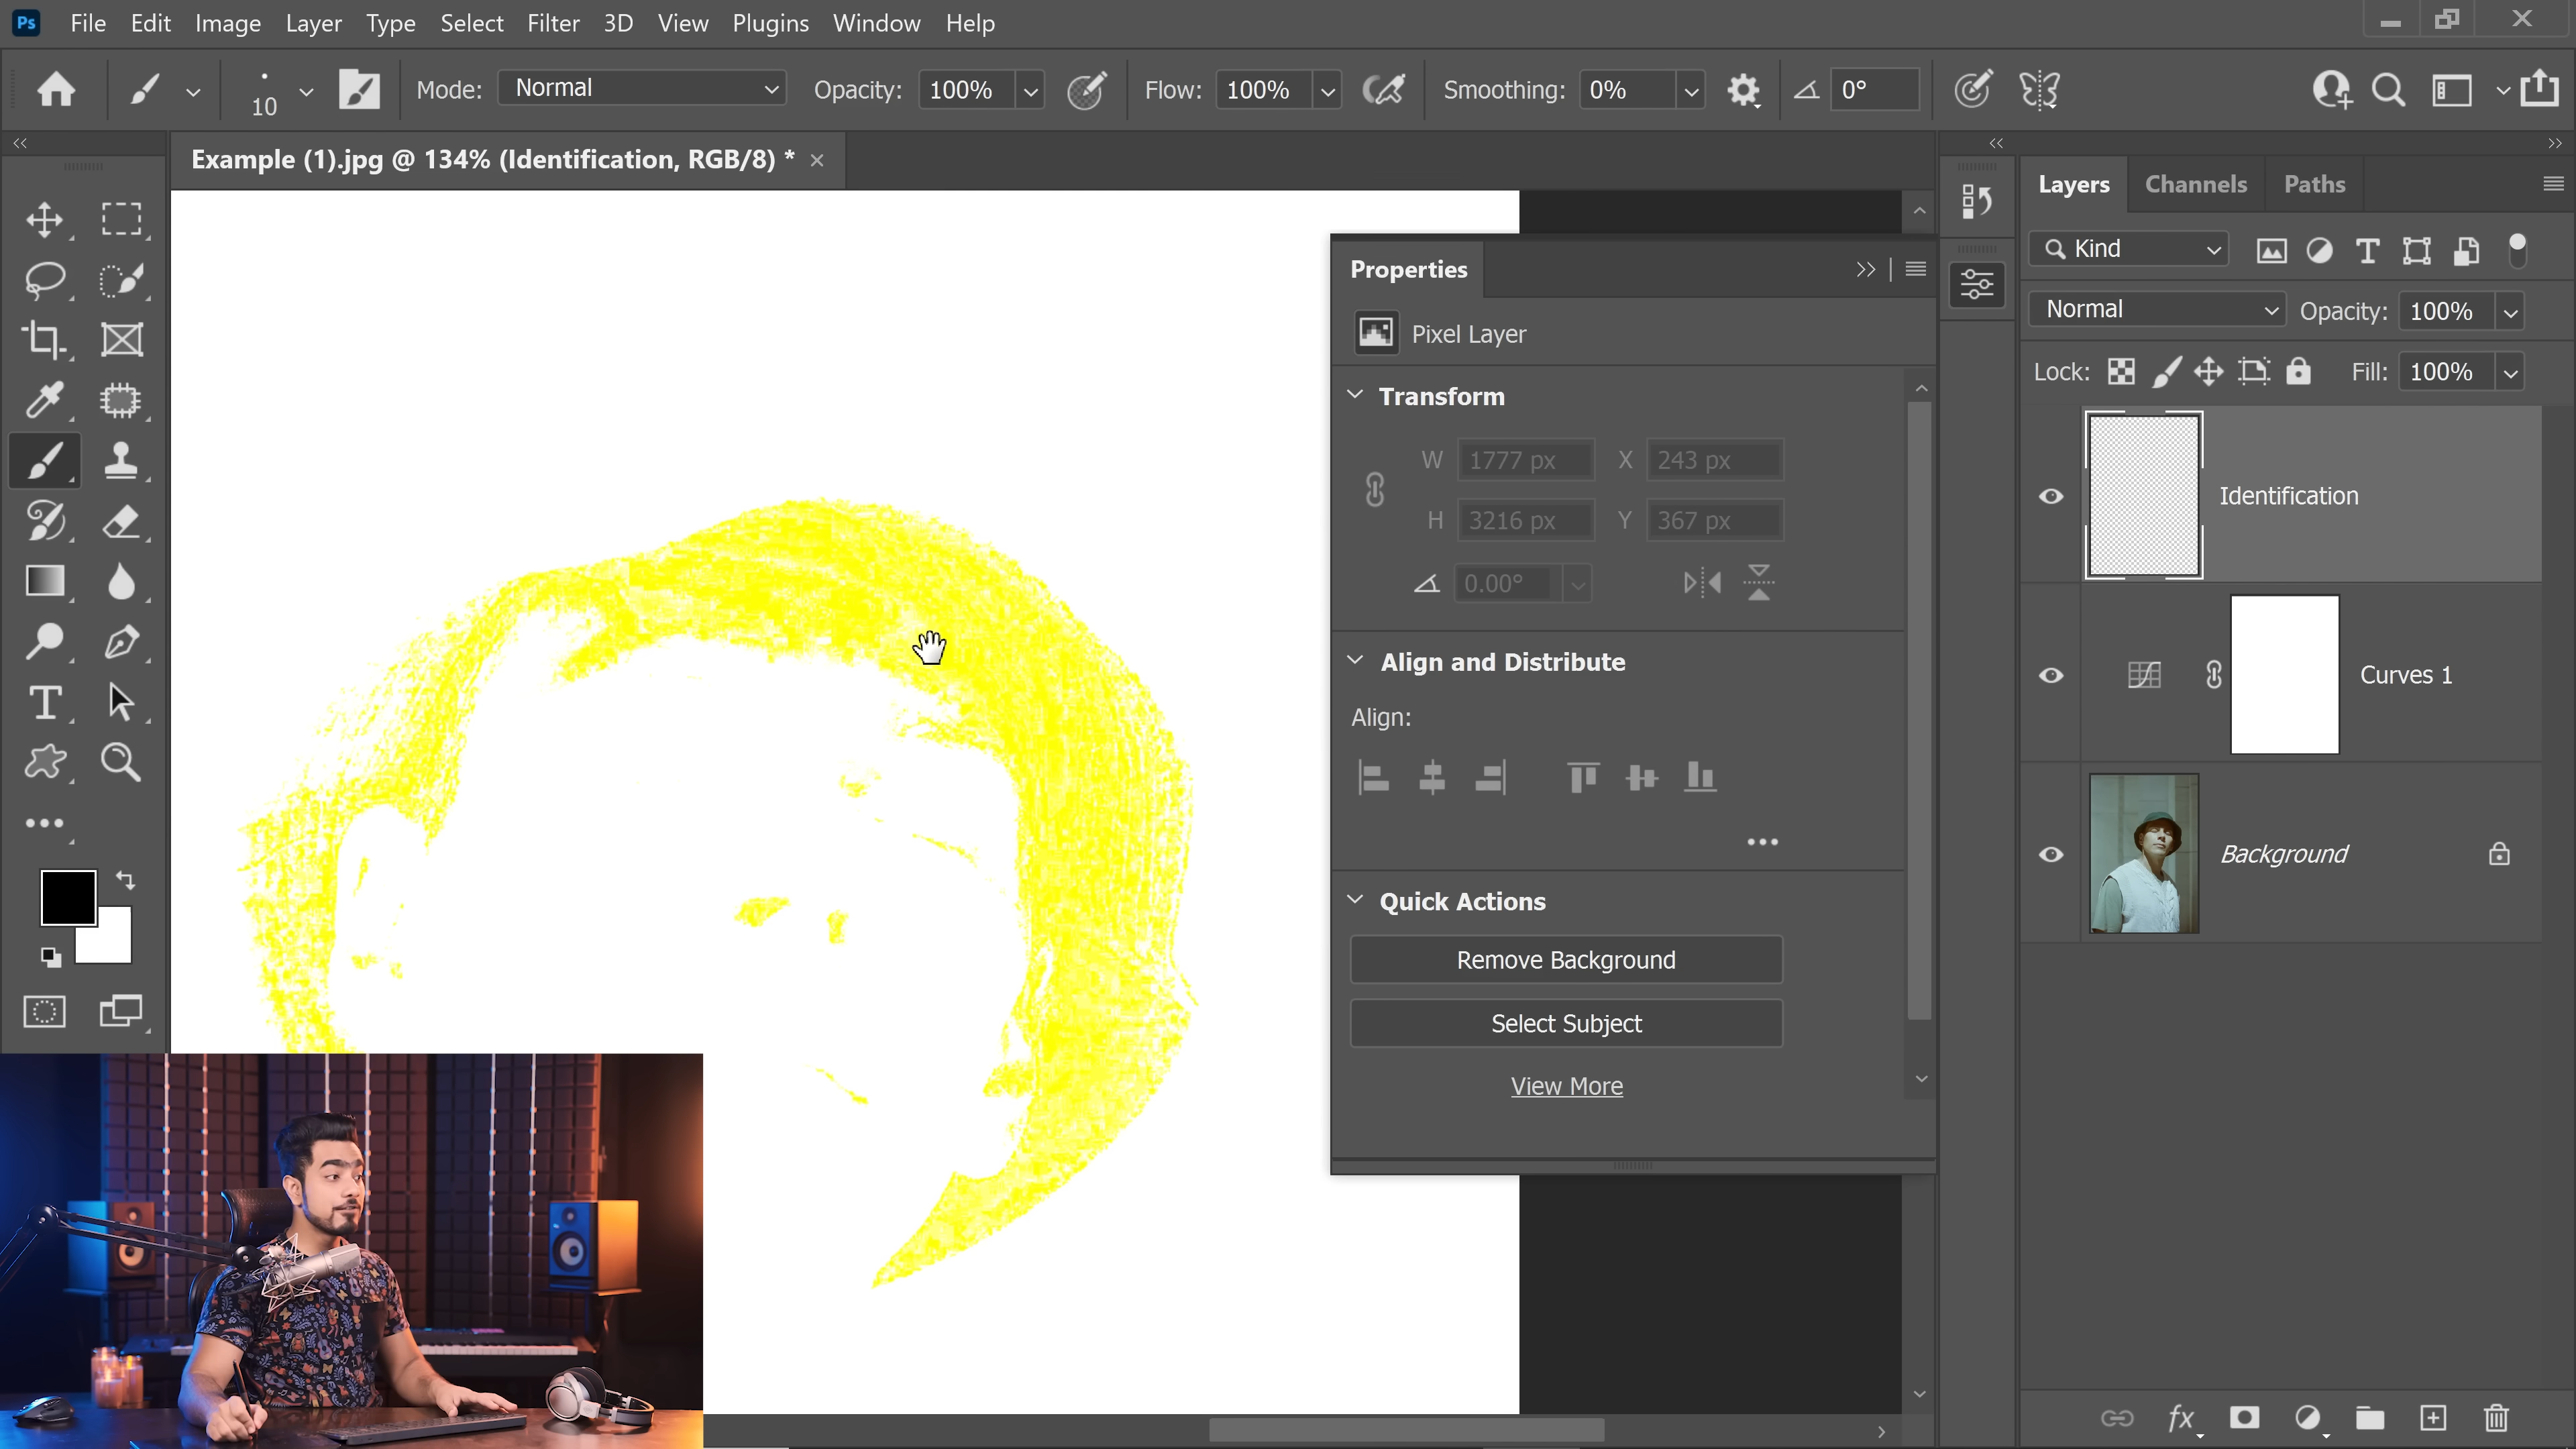 Ps File Edit Image Layer Type Select Filter 3D View Plugins Window Help
10 Mode: Normal Opacity: 100% Flow: 100% Smoothing: 0% 0°
Example (1).jpg @ 134% (Identification, RGB/8) *
Properties
Pixel Layer
Transform
W 1777 px X 243 px
H 3216 px Y 367 px
0.00°
Align and Distribute
Align:
Quick Actions
Remove Background
Select Subject
View More
Layers Channels Paths
Kind
Normal Opacity: 100%
Lock: Fill: 100%
Identification
Curves 1
Background
fx